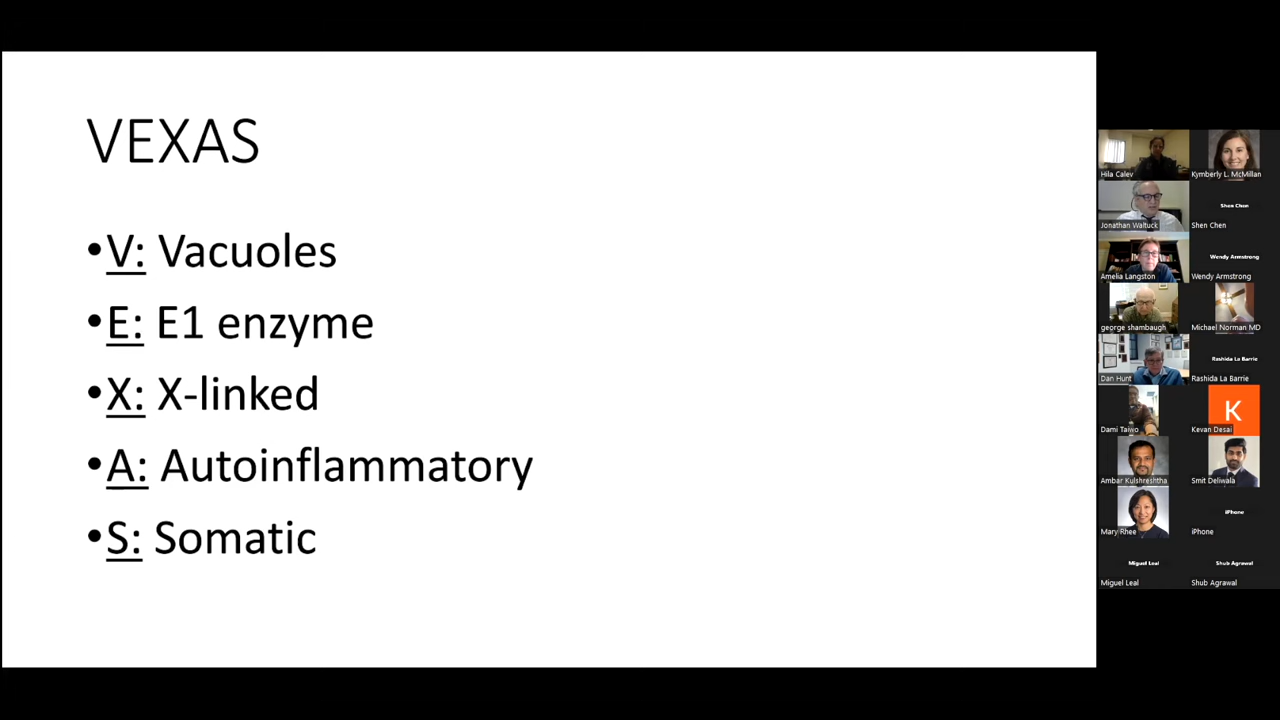 VEXAS
•V: Vacuoles
•E: E1 enzyme
•X: X-linked
•A: Autoinflammatory
•S: Somatic
Hila Calev
Kymberly L. McMillan
Jonathan Waltuck
Shen Chen
Shen Chen
Amelia Langston
Wendy Armstrong
Wendy Armstrong
george shambaugh
Michael Norman MD
Dan Hunt
Rashida La Barrie
Rashida La Barrie
Dami Taiwo
K
Kevan Desai
Ambar Kulshreshtha
Smit Deliwala
Mary Rhee
iPhone
iPhone
Miguel Leal
Miguel Leal
Shub Agrawal
Shub Agrawal